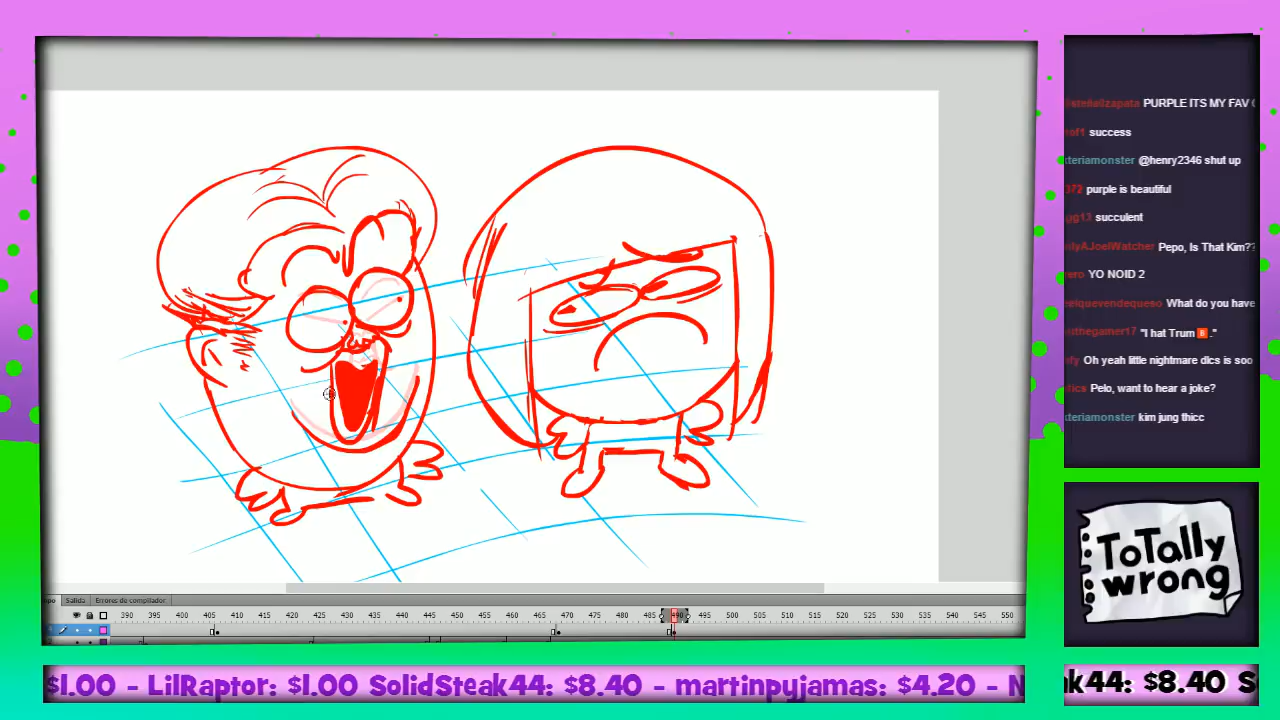 PURPLE ITS MY FAV
success
@henry2346 shut up
purple is beautiful
succulent
Pepo, Is That Kim??
YO NOID 2
What do you have
"I hat Trum🅱."
Oh yeah little nightmare dlcs is soo
Pelo, want to hear a joke?
kim jung thicc
ToTally
wrong
Salida Errores de compilador
390 395 400 405 410 415 420 425 430 435 440 445 450 455 460 465 470 475 480 485 490 495 500 505 510 515 520 525 530 535 540 545 550
$1.00 - LilRaptor: $1.00 SolidSteak44: $8.40 - martinpyjamas: $4.20 - N
ak44: $8.40 S